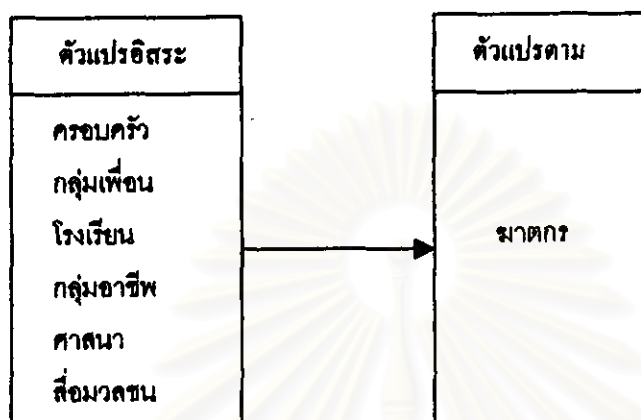 ตัวแปรอิสระ
ตัวแปรตาม
ครอบครัว
กลุ่มเพื่อน
โรงเรียน
กลุ่มอาชีพ
ศาสนา
สื่อมวลชน
ฆาตกร